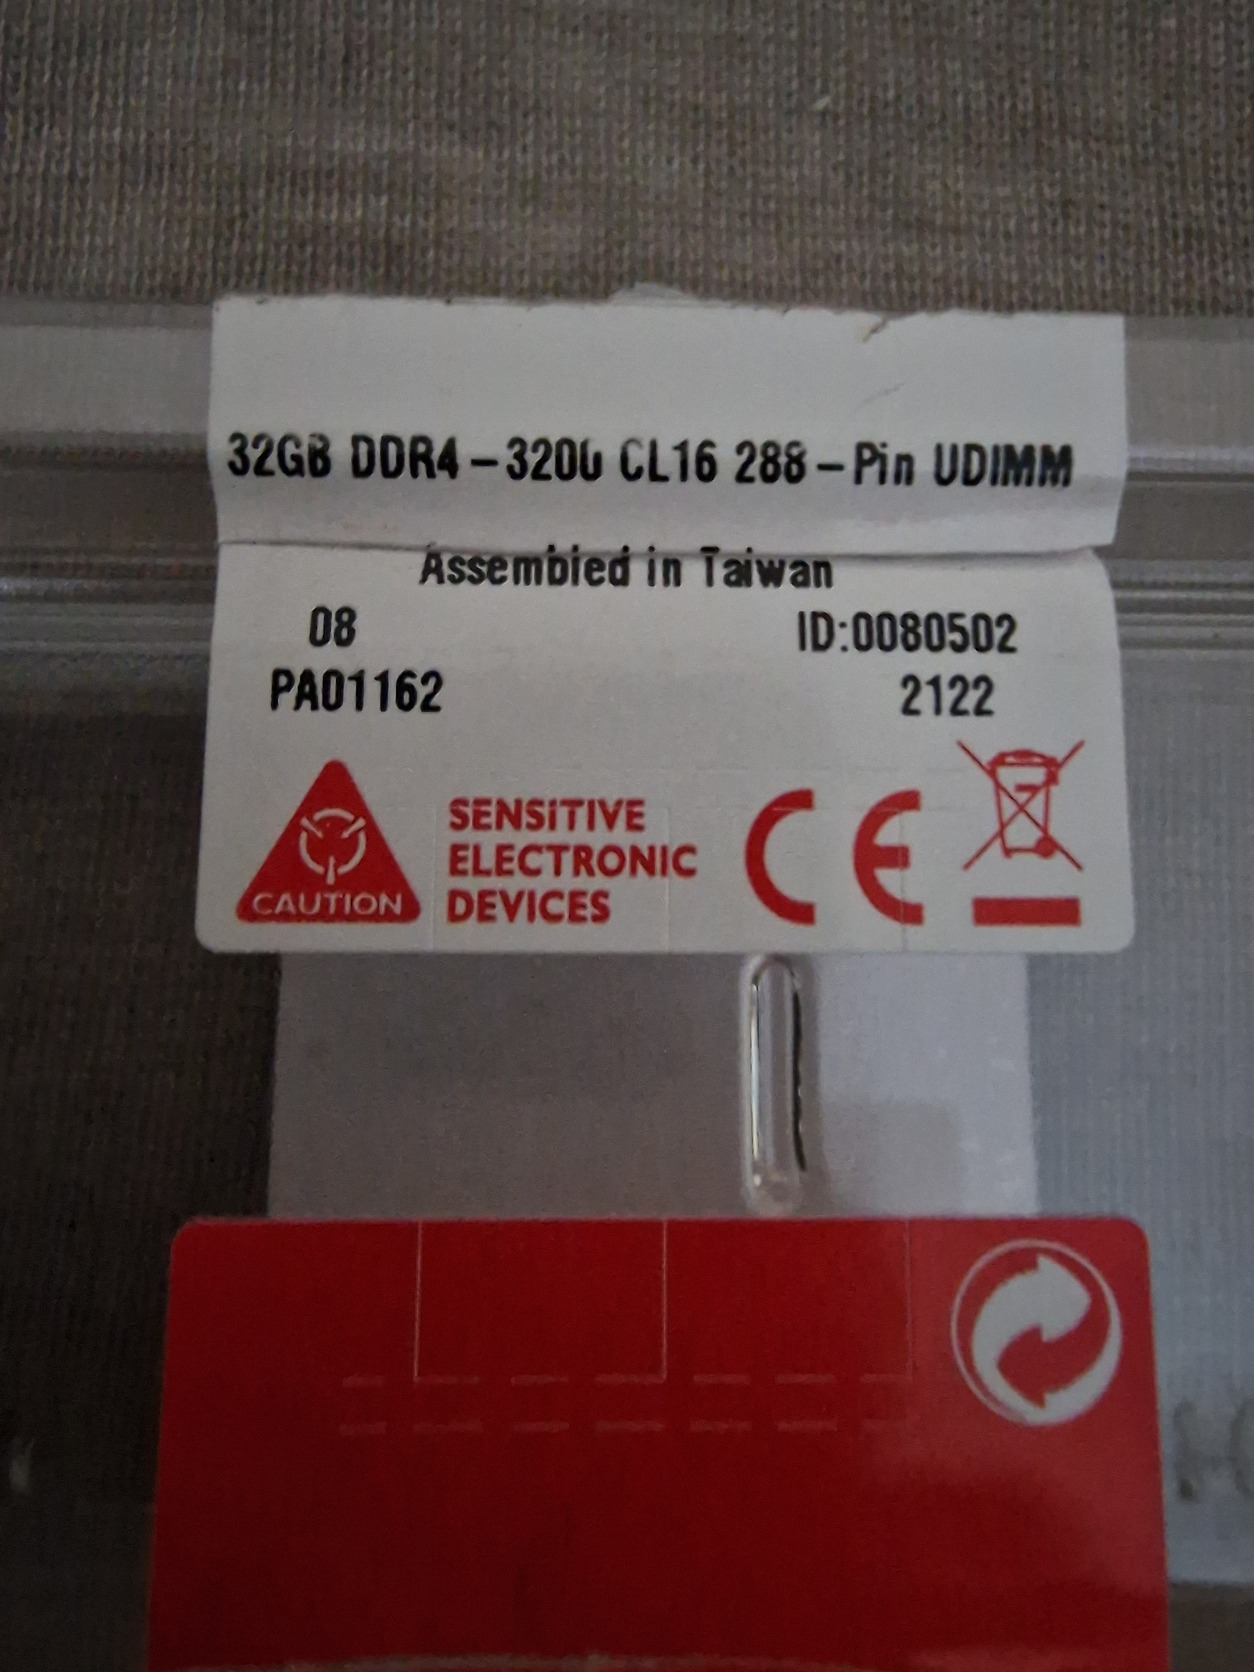 32GB DDR4-3200 CL16 288-Pin UDIMM
Assembled in Taiwan
08
ID:0080502
PA01162
2122
CAUTION
SENSITIVE
ELECTRONIC
DEVICES
CE